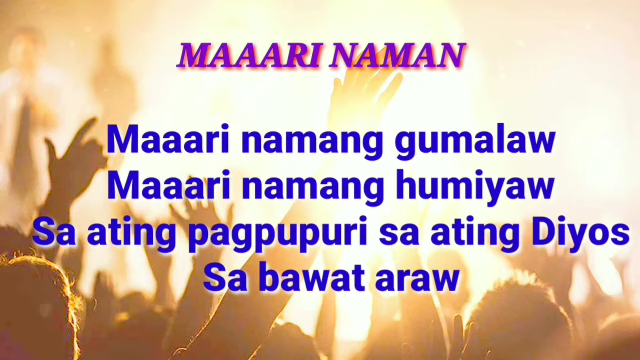 MAAARI NAMAN
Maaari namang gumalaw
Maaari namang humiyaw
Sa ating pagpupuri sa ating Diyos
Sa bawat araw